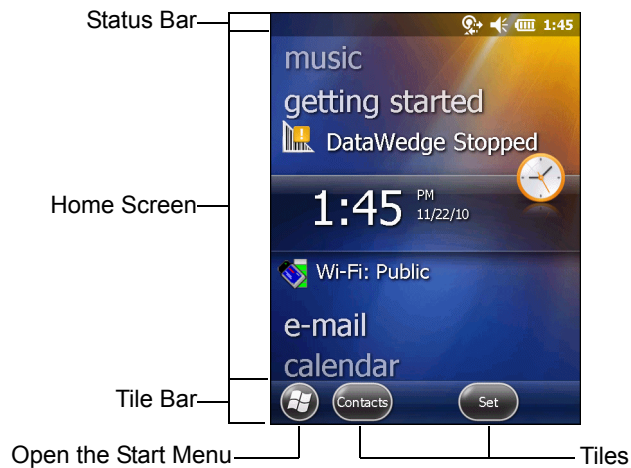 Status Bar
1:45
music
getting started
DataWedge Stopped
Home Screen
1:45 PM
11/22/10
Wi-Fi: Public
e-mail
calendar
Tile Bar
Contacts
Set
Open the Start Menu
Tiles